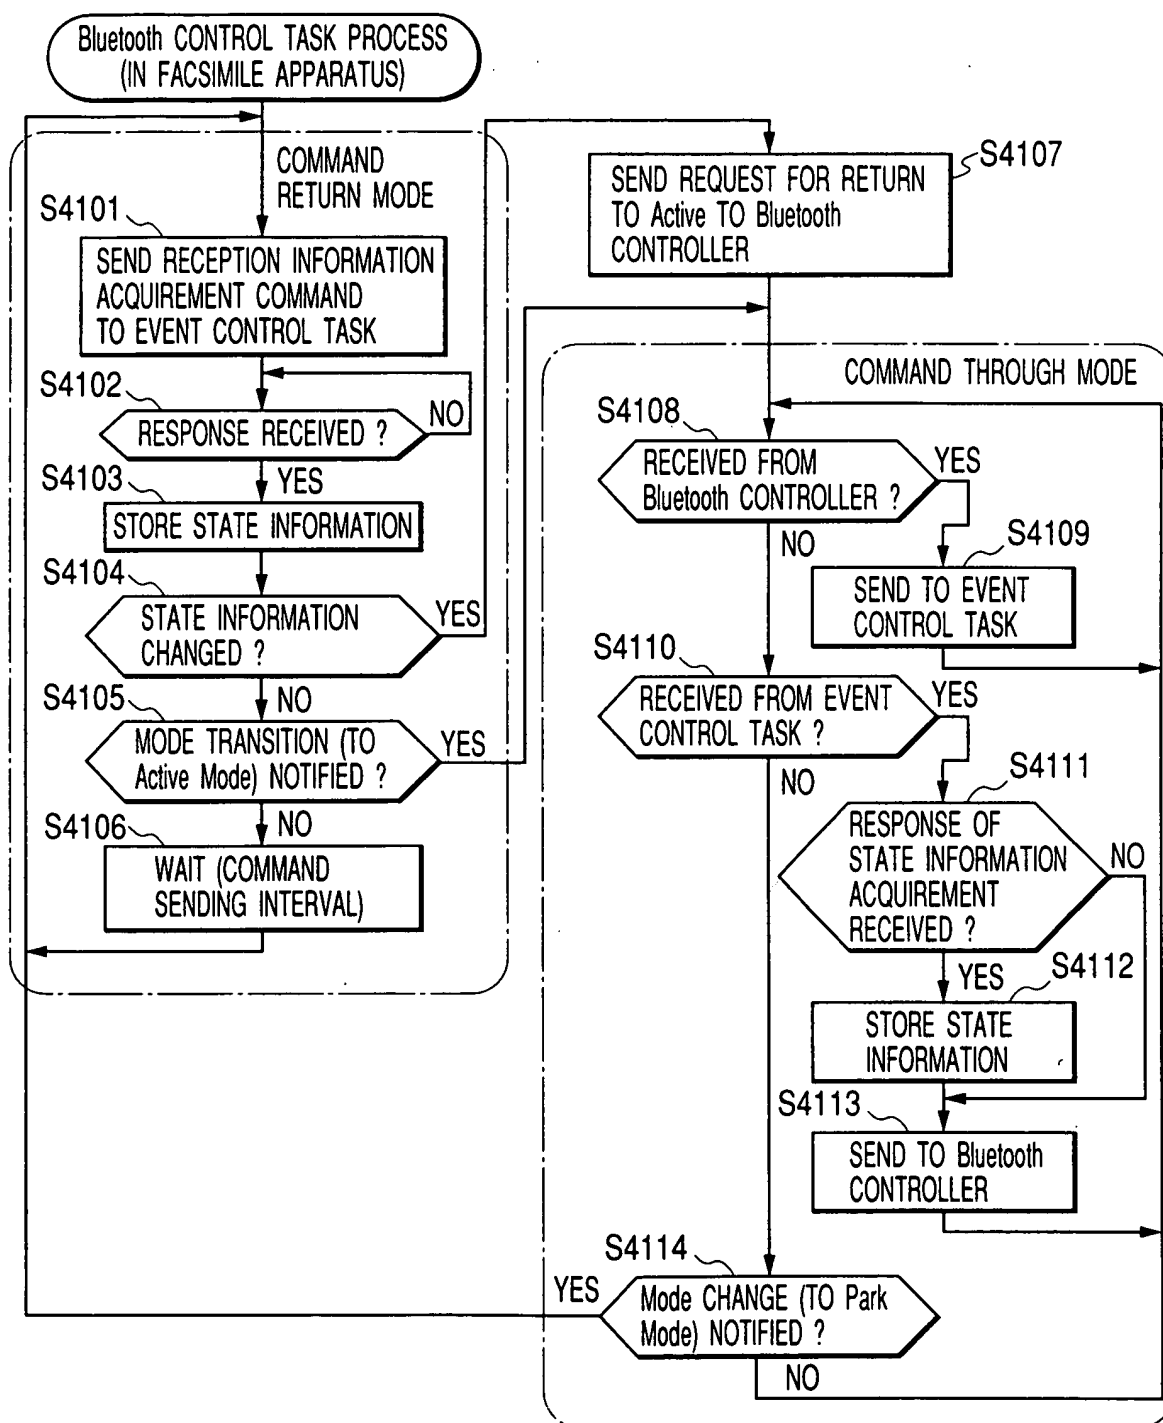 Bluetooth CONTROL TASK PROCESS
(IN FACSIMILE APPARATUS)
COMMAND
RETURN MODE
S4101
SEND RECEPTION INFORMATION
ACQUIREMENT COMMAND
TO EVENT CONTROL TASK
S4102
NO
RESPONSE RECEIVED ?
YES
S4103
STORE STATE INFORMATION
S4104
STATE INFORMATION
CHANGED ?
YES
NO
S4105
MODE TRANSITION (TO
Active Mode) NOTIFIED ?
YES
NO
S4106
WAIT (COMMAND
SENDING INTERVAL)
S4107
SEND REQUEST FOR RETURN
TO Active TO Bluetooth
CONTROLLER
COMMAND THROUGH MODE
S4108
RECEIVED FROM
Bluetooth CONTROLLER ?
YES
NO
S4109
SEND TO EVENT
CONTROL TASK
S4110
RECEIVED FROM EVENT
CONTROL TASK ?
YES
NO
S4111
RESPONSE OF
STATE INFORMATION
ACQUIREMENT
RECEIVED ?
NO
YES
S4112
STORE STATE
INFORMATION
S4113
SEND TO Bluetooth
CONTROLLER
S4114
YES
Mode CHANGE (TO Park
Mode) NOTIFIED ?
NO